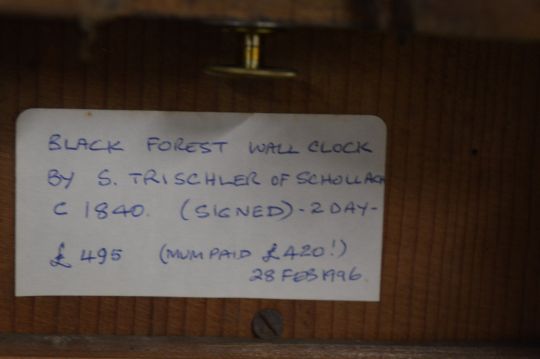 BLACK FOREST WALL CLOCK
BY S. TRISCHLER OF SCHOLLACH
C 1840. (SIGNED) - 2 DAY -
£495 (MUM PAID £420!)
28 FEB 1996